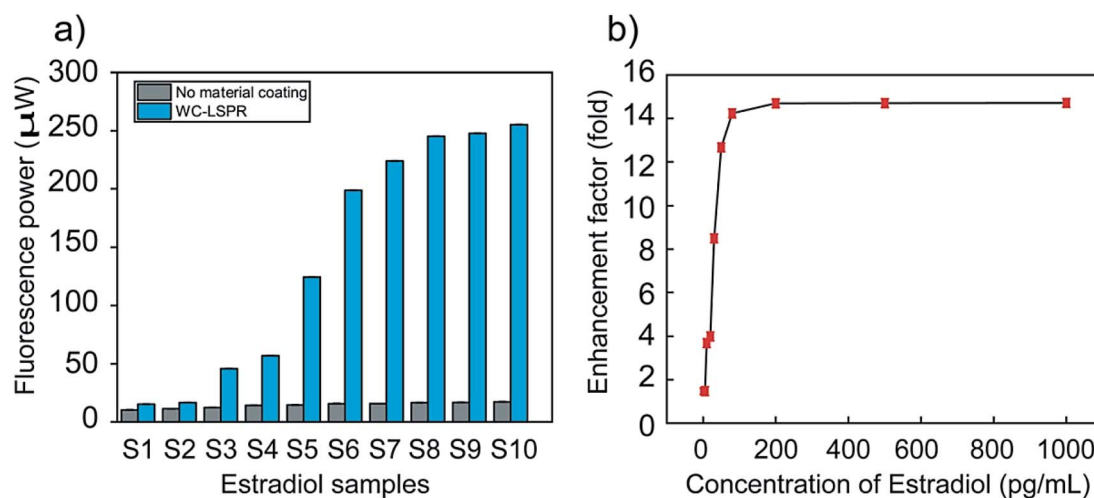 a)
Fluorescence power (μW)
300
250
200
150
100
50
0
No material coating
WC-LSPR
S1 S2 S3 S4 S5 S6 S7 S8 S9 S10
Estradiol samples
b)
Enhancement factor (fold)
16
14
12
10
8
6
4
2
0
0 200 400 600 800 1000
Concentration of Estradiol (pg/mL)